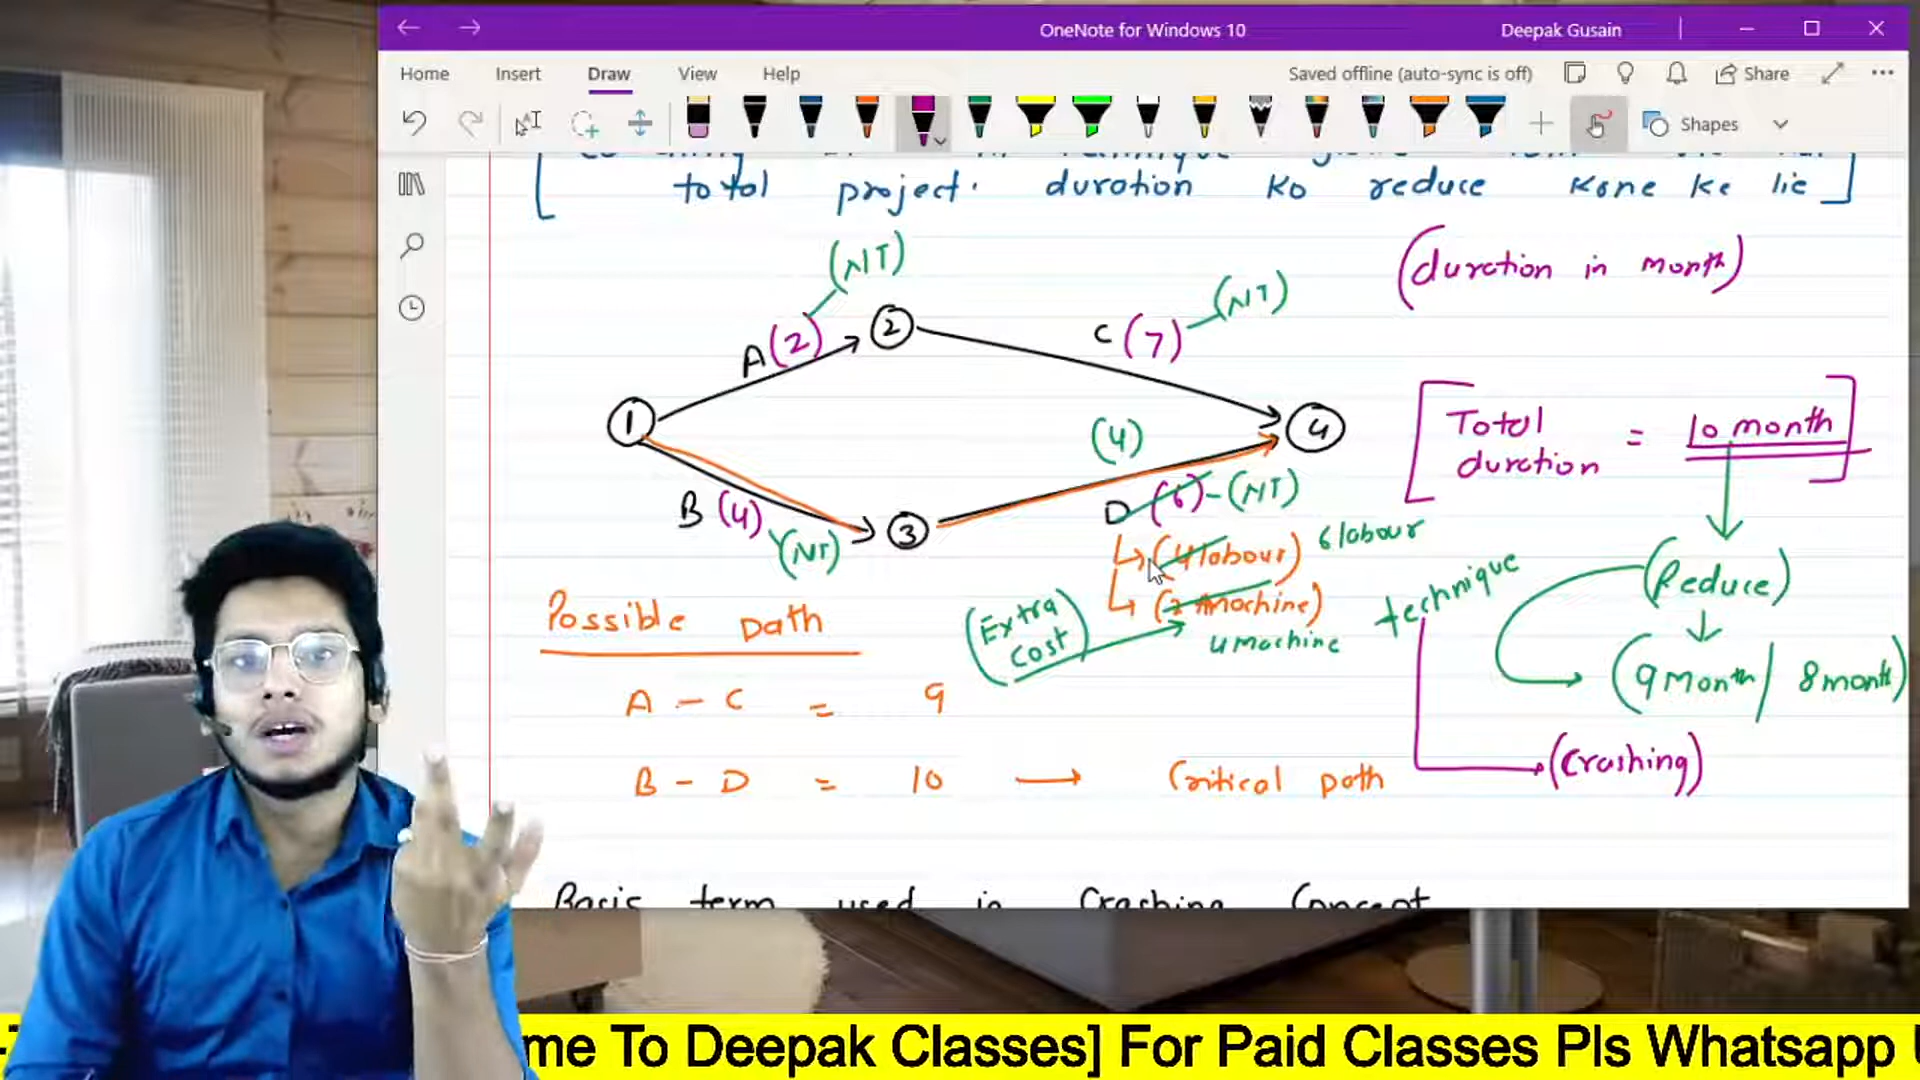 OneNote for Windows 10
Deepak Gusain
Home Insert Draw View Help
Saved offline (auto-sync is off) Share
Shapes
total project. duration Ko reduce Kone ke lie
(NT)
(duration in month)
(NT)
A (2) 2
C (7)
1
(4)
4
Total duration = 10 month
B (4)
(NT)
3
D (6) - (NT)
(4 labour) 6 labour
(Reduce)
technique
(2 machine)
4 machine
(Extra Cost)
Possible path
(9 month / 8 month)
A - C = 9
(Crashing)
B - D = 10 → Critical path
Basic term used in Crashing Concept
me To Deepak Classes] For Paid Classes Pls Whatsapp U